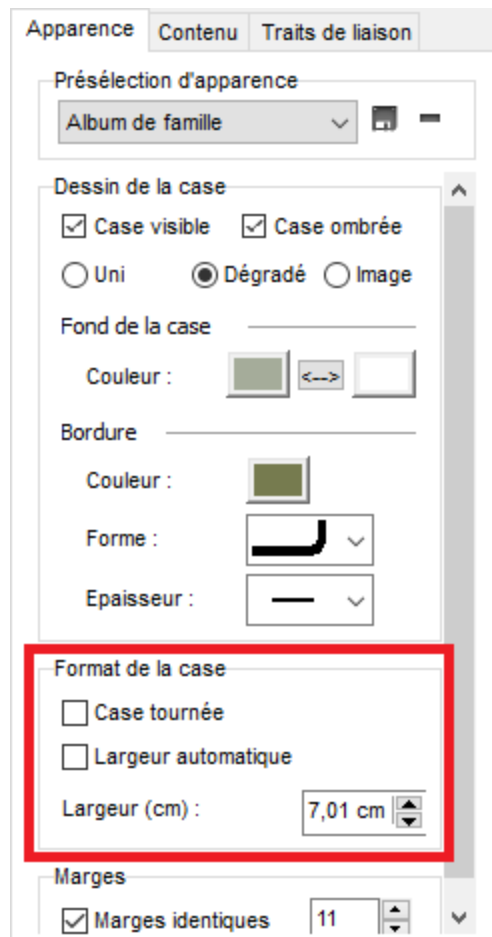 Apparence Contenu Traits de liaison
Présélection d'apparence
Album de famille
Dessin de la case
Case visible Case ombrée
Uni Dégradé Image
Fond de la case
Couleur : <-->
Bordure
Couleur :
Forme :
Epaisseur :
Format de la case
Case tournée
Largeur automatique
Largeur (cm) : 7,01 cm
Marges
Marges identiques 11